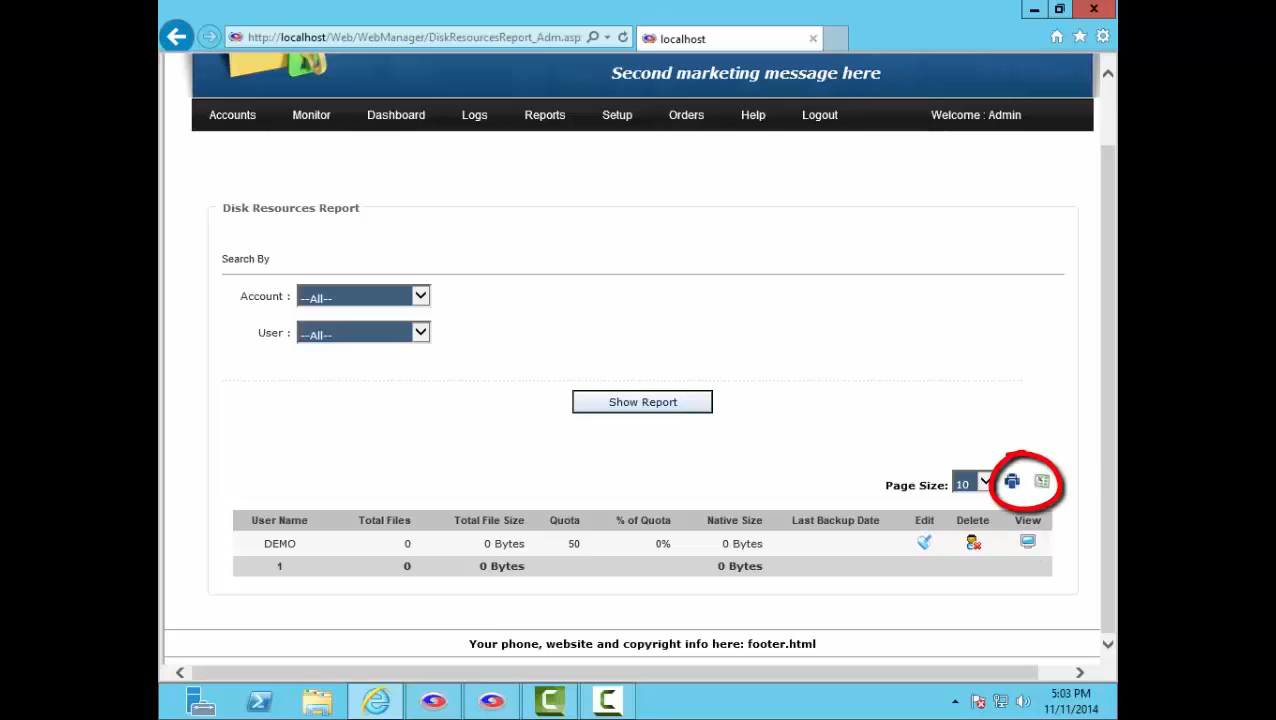 http://localhost/Web/WebManager/DiskResourcesReport_Adm.asp
localhost
Second marketing message here
Accounts Monitor Dashboard Logs Reports Setup Orders Help Logout Welcome : Admin
Disk Resources Report
Search By
Account : --All--
User : --All--
Show Report
Page Size: 10
User Name Total Files Total File Size Quota % of Quota Native Size Last Backup Date Edit Delete View
DEMO 0 0 Bytes 50 0% 0 Bytes
1 0 0 Bytes 0 Bytes
Your phone, website and copyright info here: footer.html
5:03 PM
11/11/2014